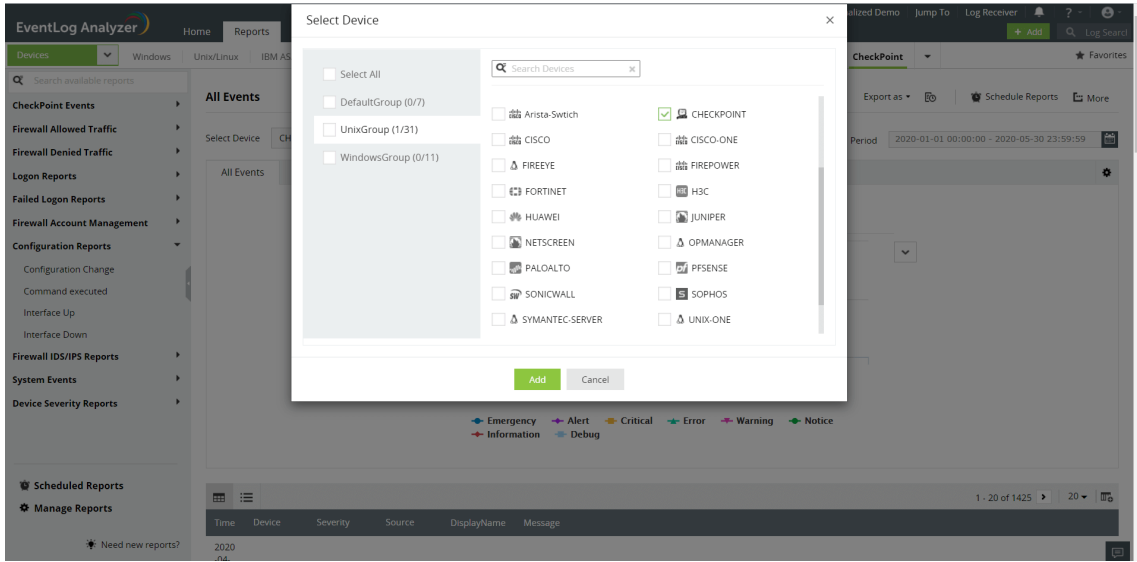 EventLog Analyzer
Home
Reports
alized Demo
Jump To
Log Receiver
?
+ Add
Log Searc
Devices
Windows
Unix/Linux
IBM AS
CheckPoint
Favorites
Search available reports
CheckPoint Events
Firewall Allowed Traffic
Firewall Denied Traffic
Logon Reports
Failed Logon Reports
Firewall Account Management
Configuration Reports
Configuration Change
Command executed
Interface Up
Interface Down
Firewall IDS/IPS Reports
System Events
Device Severity Reports
Scheduled Reports
Manage Reports
Need new reports?
All Events
Export as
Schedule Reports
More
Select Device
CH
Period
2020-01-01 00:00:00 - 2020-05-30 23:59:59
All Events
Select Device
×
Select All
DefaultGroup (0/7)
UnixGroup (1/31)
WindowsGroup (0/11)
Search Devices
Arista-Swtich
CHECKPOINT
CISCO
CISCO-ONE
FIREEYE
FIREPOWER
FORTINET
H3C
HUAWEI
JUNIPER
NETSCREEN
OPMANAGER
PALOALTO
PFSENSE
SONICWALL
SOPHOS
SYMANTEC-SERVER
UNIX-ONE
Add
Cancel
Emergency Alert Critical Error Warning Notice
Information Debug
1 - 20 of 1425
20
Time Device Severity Source DisplayName Message
2020
-04-